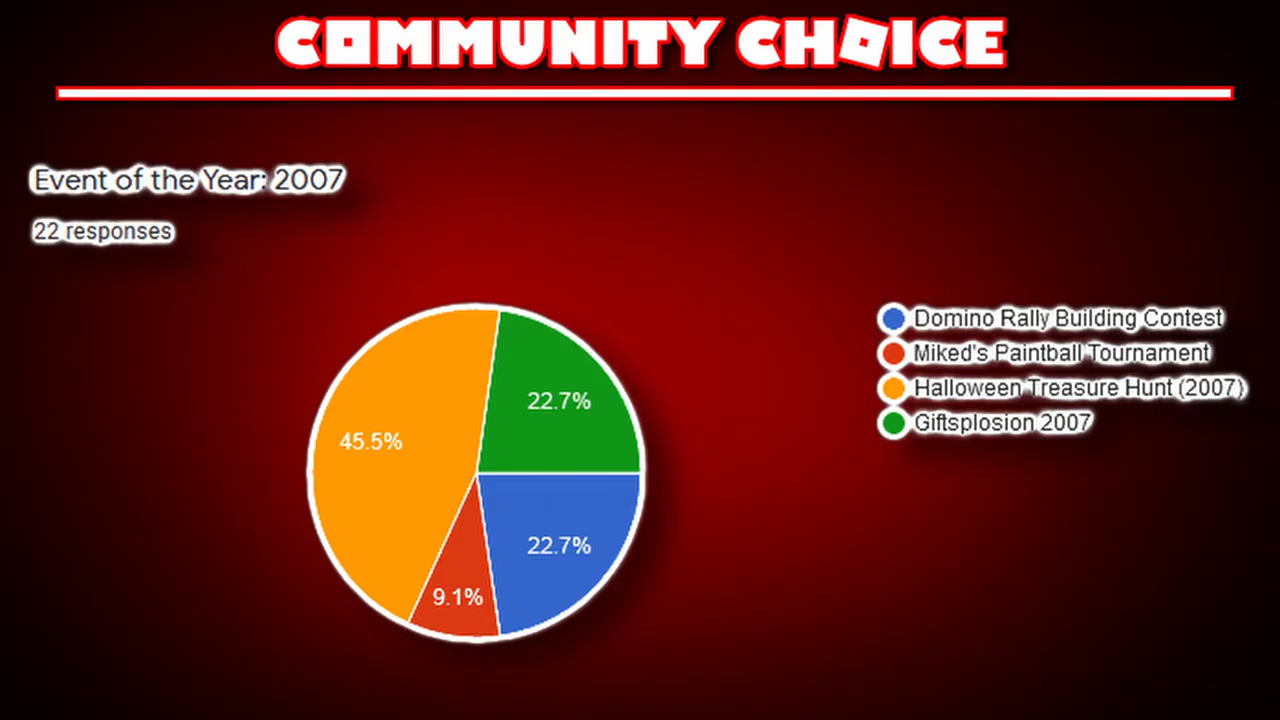 COMMUNITY CHOICE
Event of the Year: 2007
22 responses
Domino Rally Building Contest
Miked's Paintball Tournament
Halloween Treasure Hunt (2007)
Giftsplosion 2007
22.7%
45.5%
22.7%
9.1%